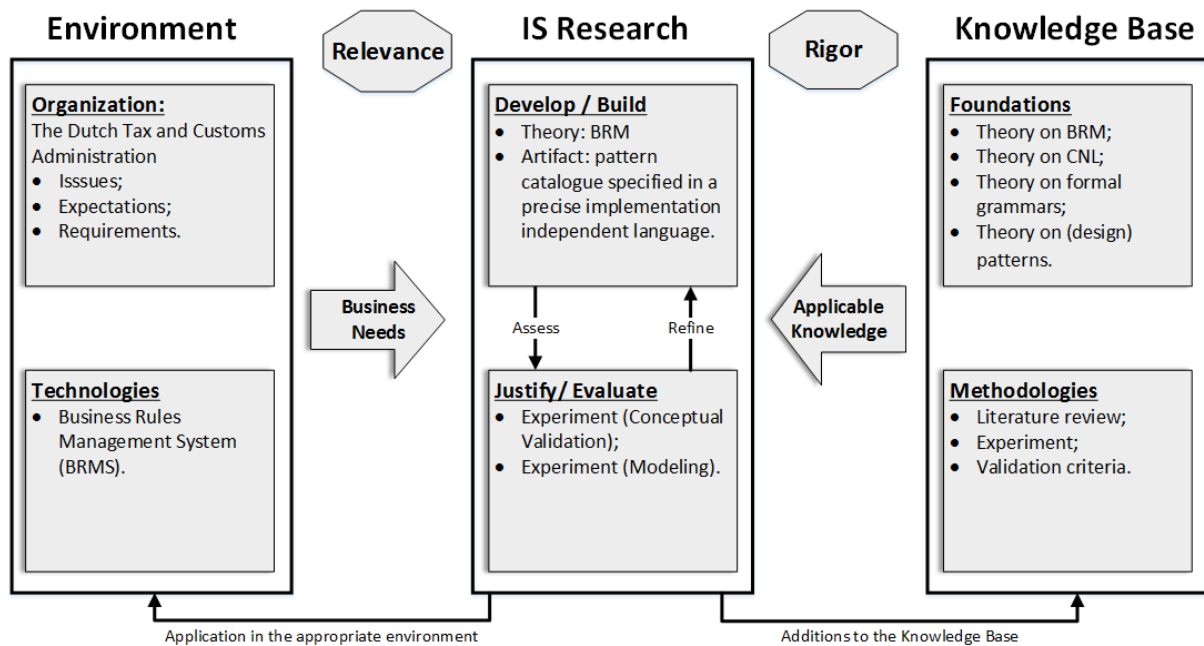 Environment
Relevance
IS Research
Rigor
Knowledge Base
Organization:
The Dutch Tax and Customs
Administration
• Isssues;
• Expectations;
• Requirements.
Technologies
• Business Rules
Management System
(BRMS).
Business
Needs
Develop / Build
• Theory: BRM
• Artifact: pattern
catalogue specified in a
precise implementation
independent language.
Assess
Refine
Justify/ Evaluate
• Experiment (Conceptual
Validation);
• Experiment (Modeling).
Applicable
Knowledge
Foundations
• Theory on BRM;
• Theory on CNL;
• Theory on formal
grammars;
• Theory on (design)
patterns.
Methodologies
• Literature review;
• Experiment;
• Validation criteria.
Application in the appropriate environment
Additions to the Knowledge Base